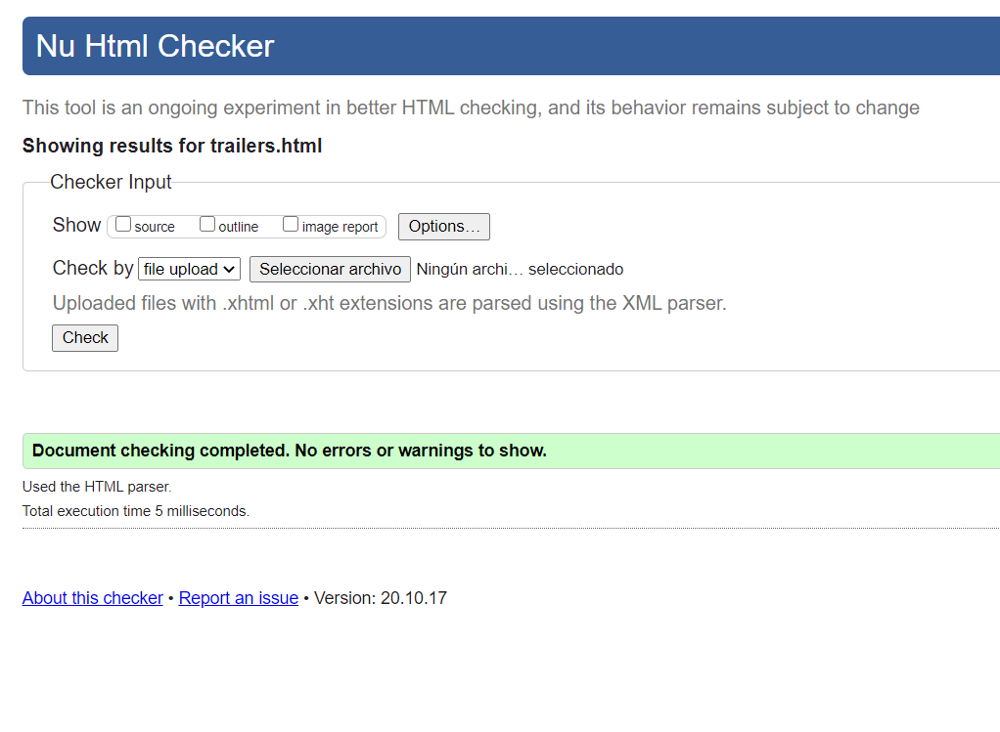 Nu Html Checker
This tool is an ongoing experiment in better HTML checking, and its behavior remains subject to change
Showing results for trailers.html
Checker Input
Show source outline image report Options…
Check by file upload Seleccionar archivo Ningún archi… seleccionado
Uploaded files with .xhtml or .xht extensions are parsed using the XML parser.
Check
Document checking completed. No errors or warnings to show.
Used the HTML parser.
Total execution time 5 milliseconds.
About this checker • Report an issue • Version: 20.10.17